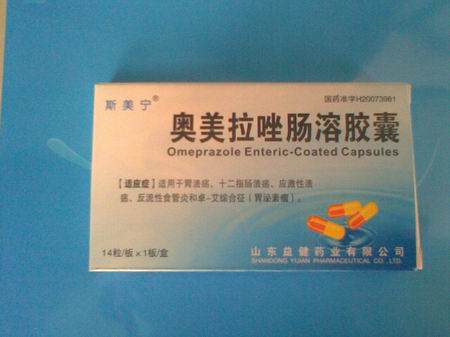 斯美宁®
国药准字H20073981
奥美拉唑肠溶胶囊
Omeprazole Enteric-Coated Capsules
【适应症】适用于胃溃疡、十二指肠溃疡、应激性溃
疡、反流性食管炎和卓-艾综合征（胃泌素瘤）。
14粒/板×1板/盒
山东益健药业有限公司
SHANDONG YIJIAN PHARMACEUTICAL CO.,LTD.